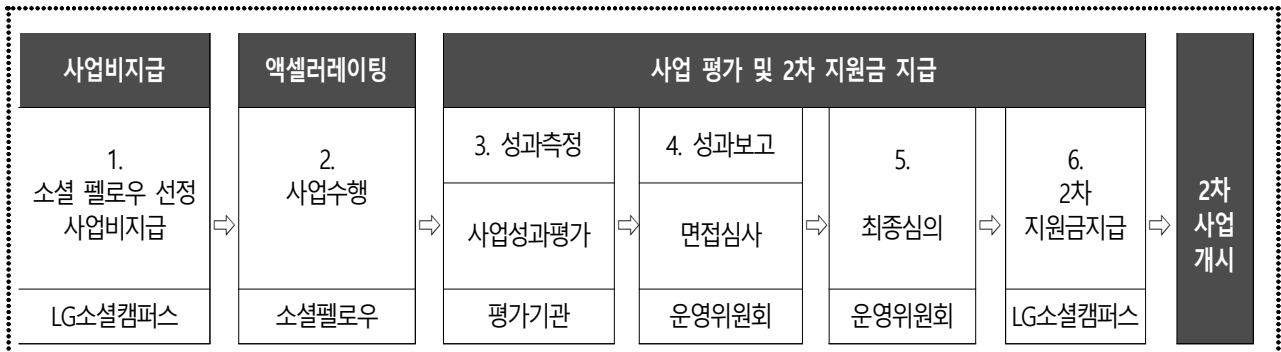 사업비지급
액셀러레이팅
사업 평가 및 2차 지원금 지급
1.
소셜 펠로우 선정
사업비지급
⇨
2.
사업수행
⇨
3. 성과측정
사업성과평가
⇨
4. 성과보고
면접심사
⇨
5.
최종심의
⇨
6.
2차
지원금지급
⇨
2차
사업
개시
LG소셜캠퍼스
소셜펠로우
평가기관
운영위원회
운영위원회
LG소셜캠퍼스